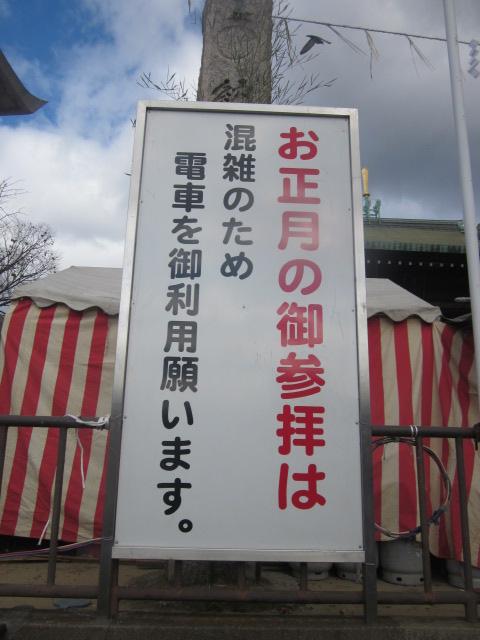 お正月の御参拝は
混雑のため
電車を御利用願います。